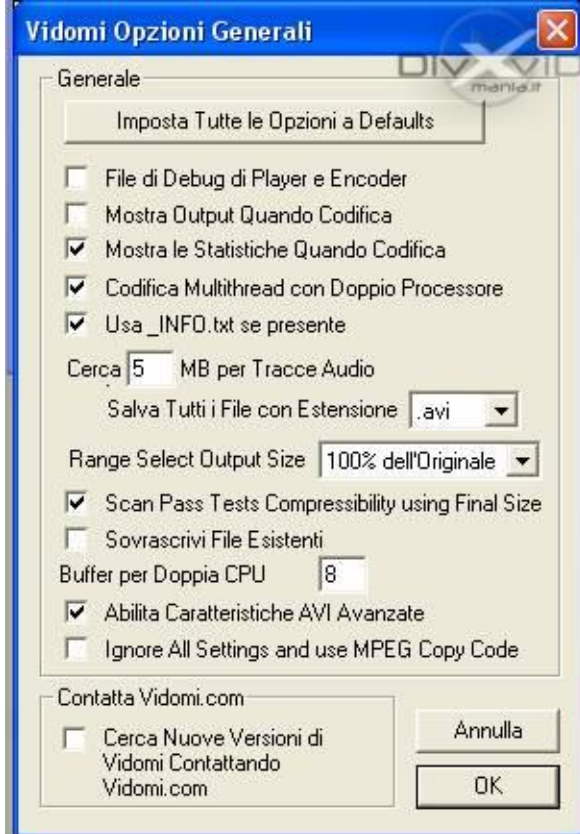 Vidomi Opzioni Generali
DIVXVID
mania.it
Generale
Imposta Tutte le Opzioni a Defaults
File di Debug di Player e Encoder
Mostra Output Quando Codifica
Mostra le Statistiche Quando Codifica
Codifica Multithread con Doppio Processore
Usa _INFO.txt se presente
Cerca 5 MB per Tracce Audio
Salva Tutti i File con Estensione .avi
Range Select Output Size 100% dell'Originale
Scan Pass Tests Compressibility using Final Size
Sovrascrivi File Esistenti
Buffer per Doppia CPU 8
Abilita Caratteristiche AVI Avanzate
Ignore All Settings and use MPEG Copy Code
Contatta Vidomi.com
Cerca Nuove Versioni di
Vidomi Contattando
Vidomi.com
Annulla
OK